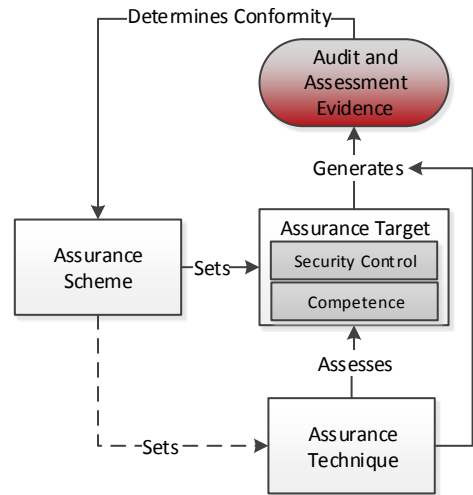 Determines Conformity
Audit and
Assessment
Evidence
Generates
Assurance Target
Security Control
Competence
Assurance
Scheme
Sets
Assesses
Sets
Assurance
Technique